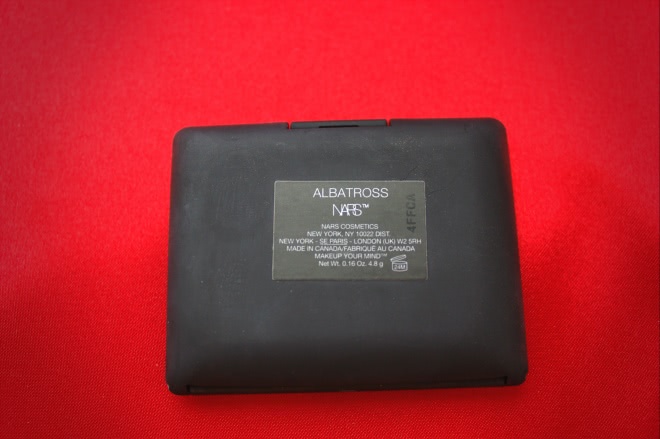 ALBATROSS
NARS™
NARS COSMETICS
NEW YORK, NY 10022 DIST.
NEW YORK - SE PARIS - LONDON (UK) W2 5RH
MADE IN CANADA/FABRIQUÉ AU CANADA
MAKEUP YOUR MIND™
Net Wt. 0.16 Oz. 4.8 g
24M
4FFCA